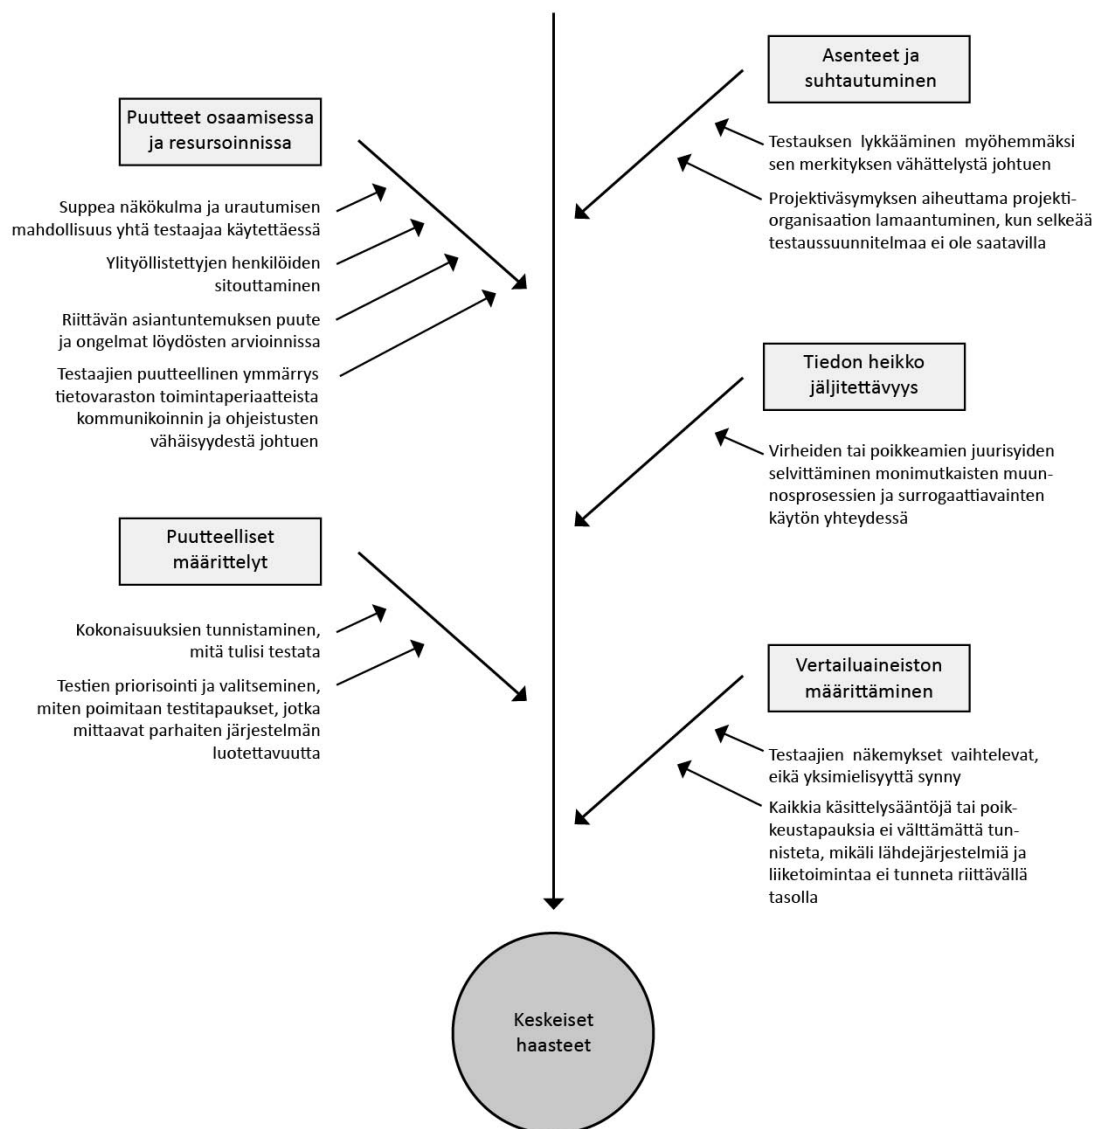 Asenteet ja
suhtautuminen
Testauksen lykkääminen myöhemmäksi
sen merkityksen vähättelystä johtuen
Projektiväsymyksen aiheuttama projekti-
organisaation lamaantuminen, kun selkeää
testaussuunnitelmaa ei ole saatavilla
Puutteet osaamisessa
ja resursoinnissa
Suppea näkökulma ja urautumisen
mahdollisuus yhtä testaajaa käytettäessä
Ylityöllistettyjen henkilöiden
sitouttaminen
Riittävän asiantuntemuksen puute
ja ongelmat löydösten arvioinnissa
Testaajien puutteellinen ymmärrys
tietovaraston toimintaperiaatteista
kommunikoinnin ja ohjeistusten
vähäisyydestä johtuen
Tiedon heikko
jäljitettävyys
Virheiden tai poikkeamien juurisyiden
selvittäminen monimutkaisten muun-
nosprosessien ja surrogaattiavainten
käytön yhteydessä
Puutteelliset
määrittelyt
Kokonaisuuksien tunnistaminen,
mitä tulisi testata
Testien priorisointi ja valitseminen,
miten poimitaan testitapaukset, jotka
mittaavat parhaiten järjestelmän
luotettavuutta
Vertailuaineiston
määrittäminen
Testaajien näkemykset vaihtelevat,
eikä yksimielisyyttä synny
Kaikkia käsittelysääntöjä tai poik-
keustapauksia ei välttämättä tun-
nisteta, mikäli lähdejärjestelmiä ja
liiketoimintaa ei tunneta riittävällä
tasolla
Keskeiset
haasteet